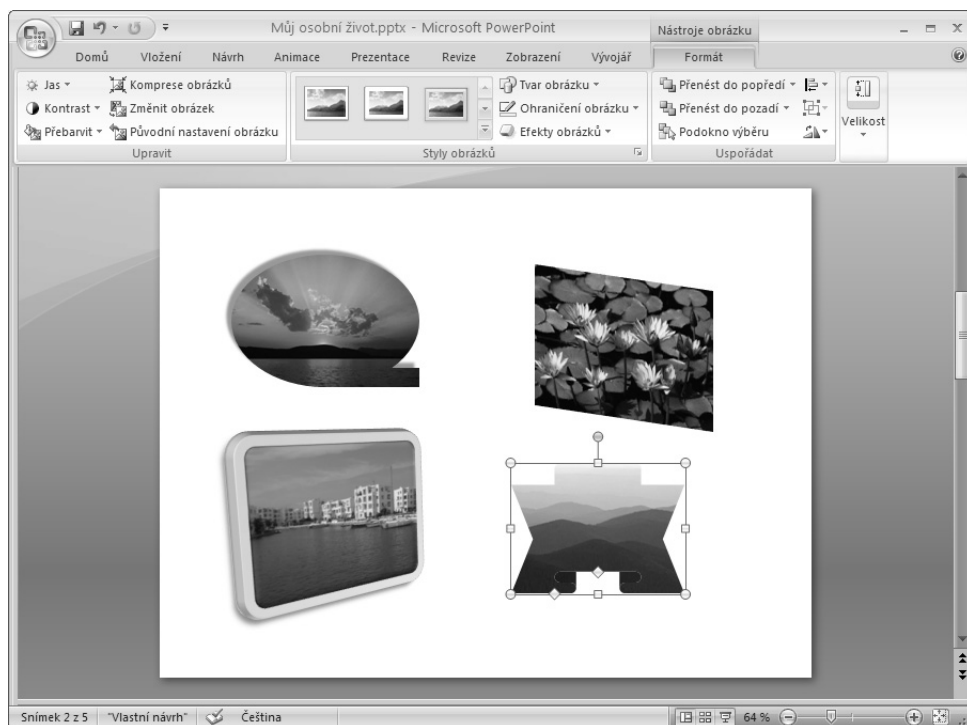 Můj osobní život.pptx - Microsoft PowerPoint
Nástroje obrázku
Domů Vložení Návrh Animace Prezentace Revize Zobrazení Vývojář Formát
Jas Komprese obrázků Tvar obrázku Přenést do popředí
Kontrast Změnit obrázek Ohraničení obrázku Přenést do pozadí Velikost
Přebarvit Původní nastavení obrázku Efekty obrázků Podokno výběru
Upravit Styly obrázků Uspořádat
Snímek 2 z 5 "Vlastní návrh" Čeština 64 %